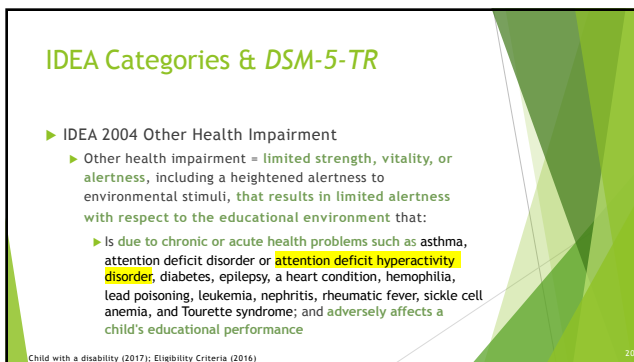 IDEA Categories & DSM-5-TR
▶ IDEA 2004 Other Health Impairment
▶ Other health impairment = limited strength, vitality, or
alertness, including a heightened alertness to
environmental stimuli, that results in limited alertness
with respect to the educational environment that:
▶ Is due to chronic or acute health problems such as asthma,
attention deficit disorder or attention deficit hyperactivity
disorder, diabetes, epilepsy, a heart condition, hemophilia,
lead poisoning, leukemia, nephritis, rheumatic fever, sickle cell
anemia, and Tourette syndrome; and adversely affects a
child's educational performance
Child with a disability (2017); Eligibility Criteria (2016)
20